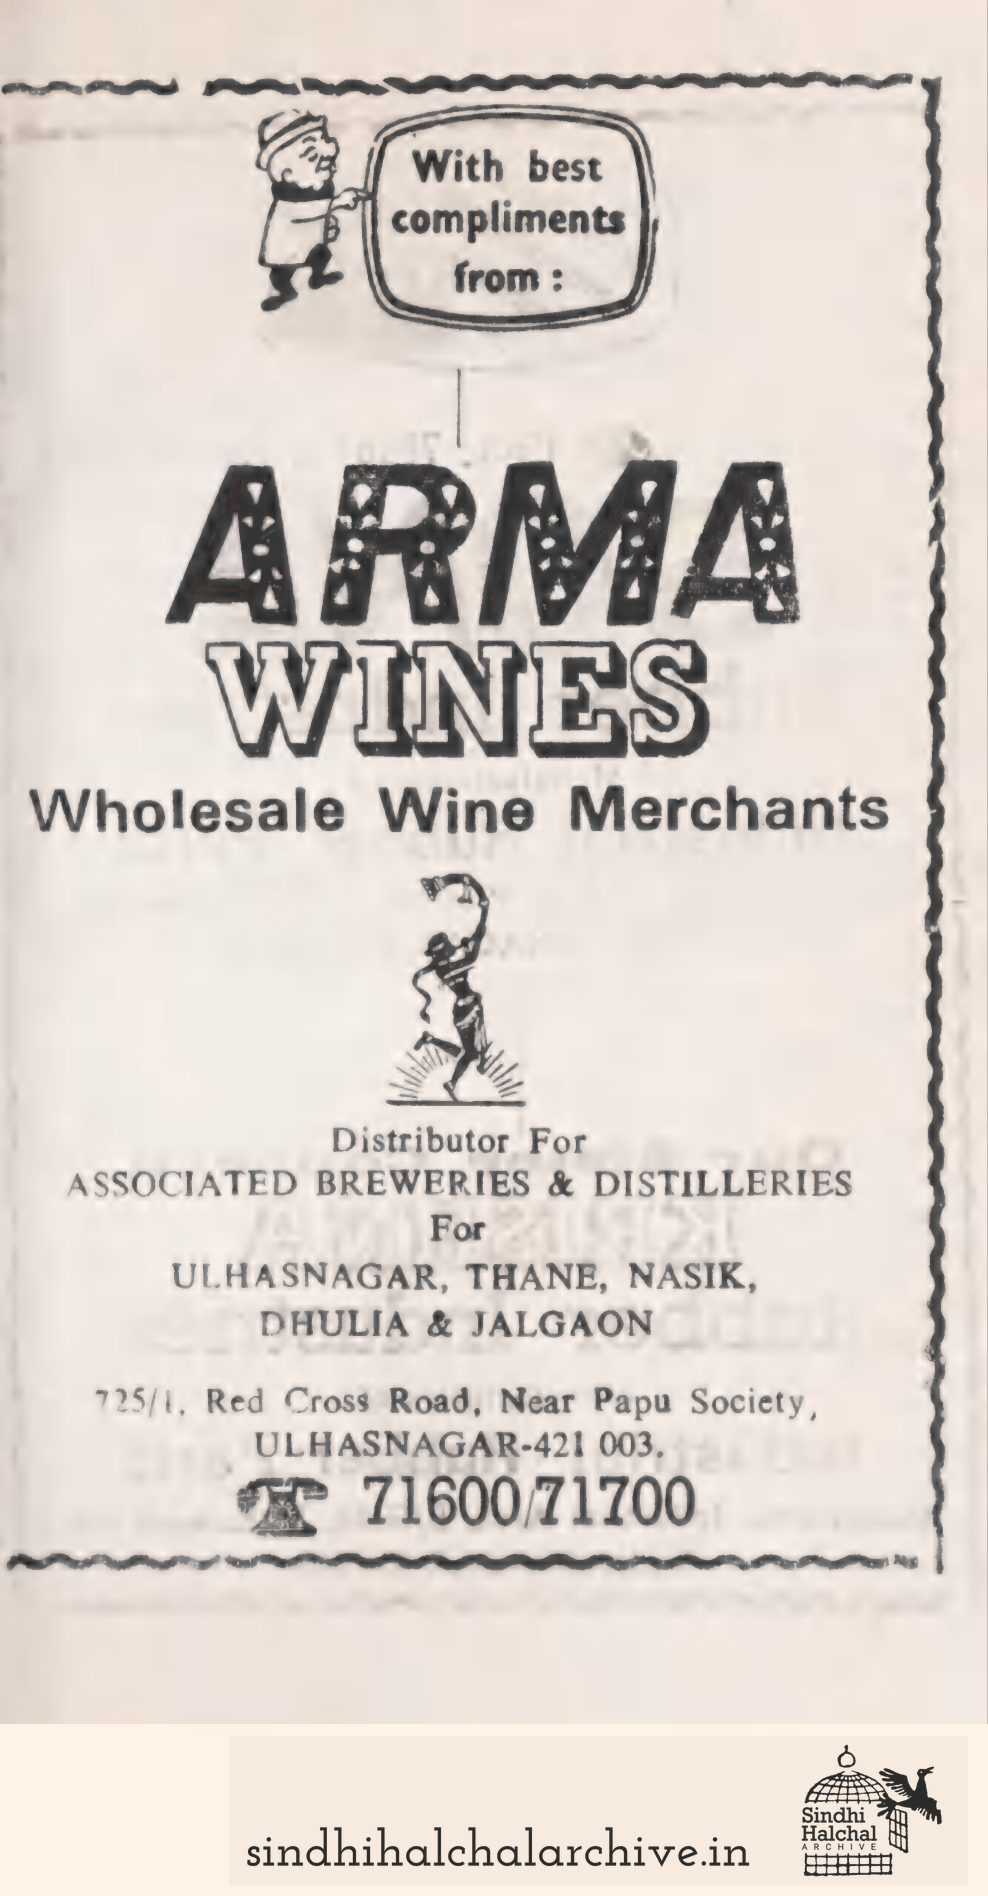 With best
compliments
from :
ARMA
WINES
Wholesale Wine Merchants
Distributor For
ASSOCIATED BREWERIES & DISTILLERIES
For
ULHASNAGAR, THANE, NASIK,
DHULIA & JALGAON
725/1, Red Cross Road, Near Papu Society,
ULHASNAGAR-421 003.
71600/71700
sindhihalchalarchive.in
Sindhi
Halchal
ARCHIVE